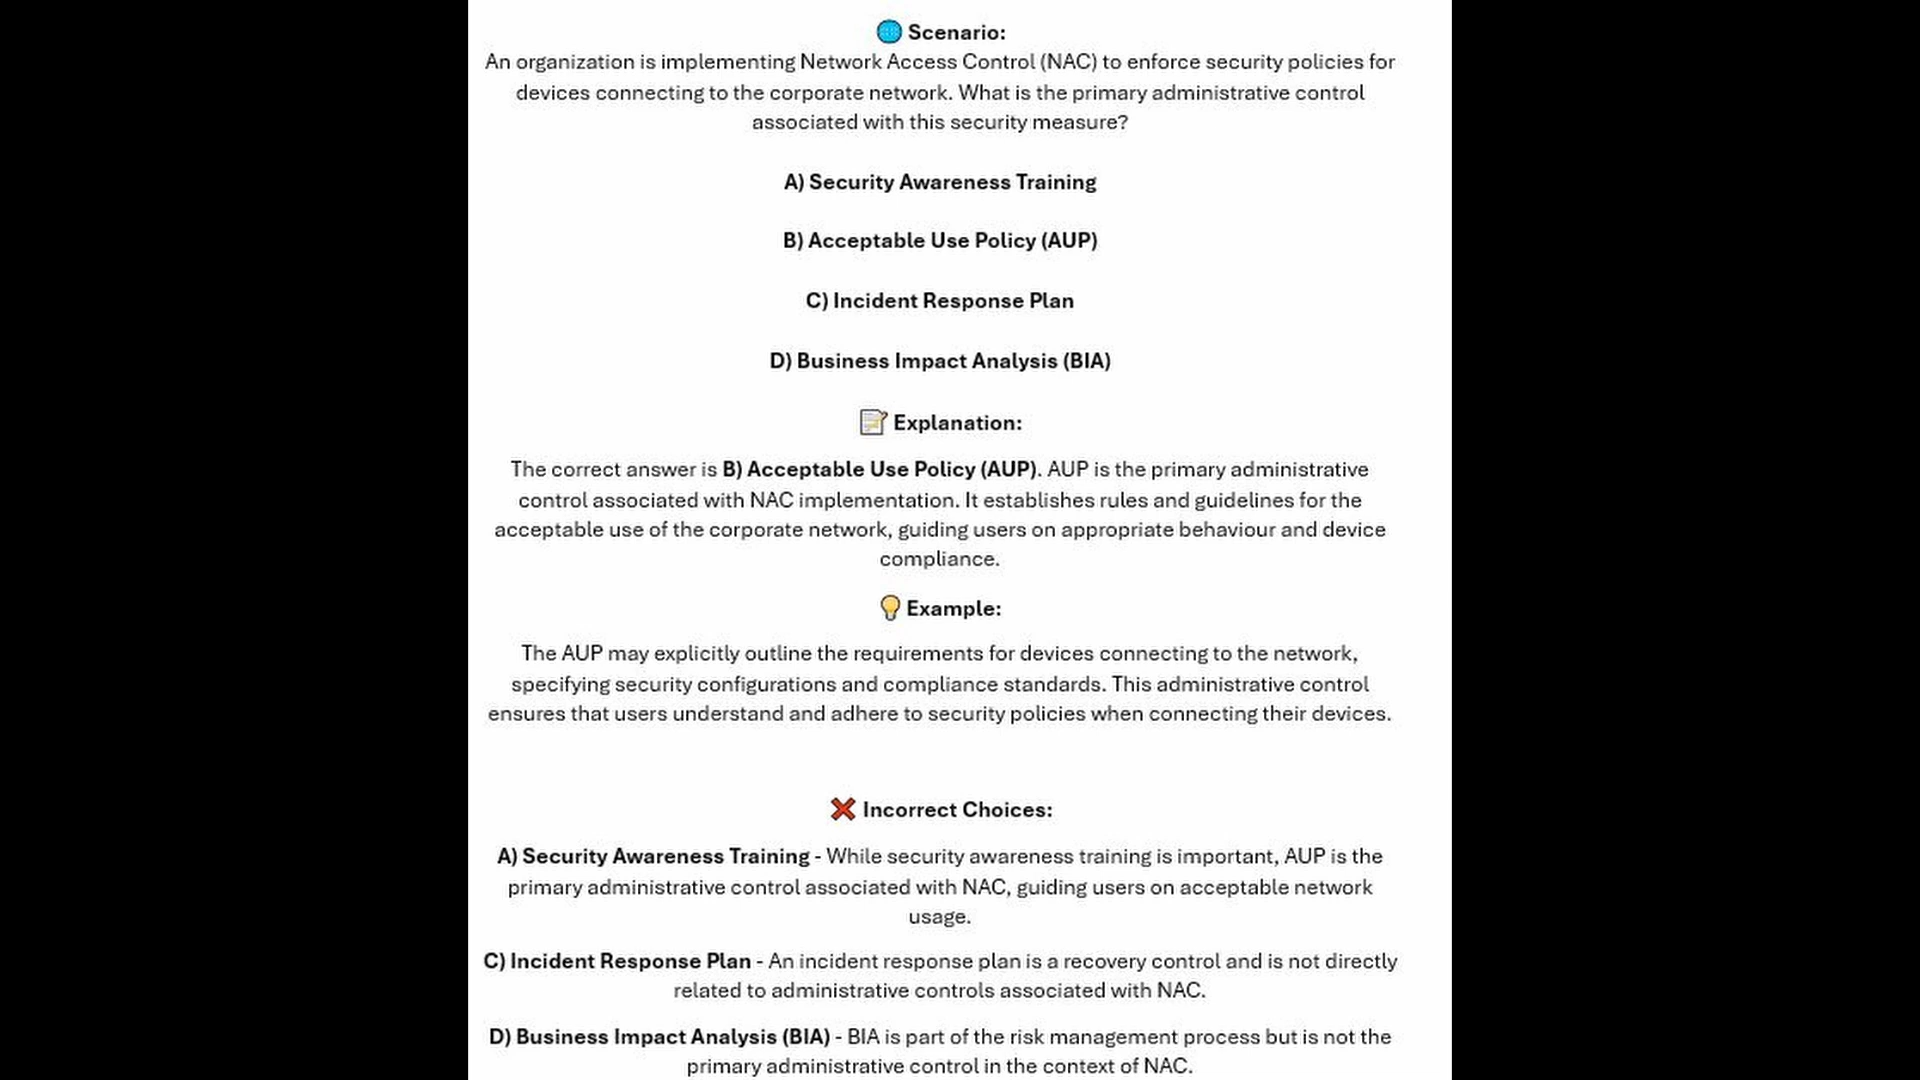 Scenario:
An organization is implementing Network Access Control (NAC) to enforce security policies for
devices connecting to the corporate network. What is the primary administrative control
associated with this security measure?
A) Security Awareness Training
B) Acceptable Use Policy (AUP)
C) Incident Response Plan
D) Business Impact Analysis (BIA)
Explanation:
The correct answer is B) Acceptable Use Policy (AUP). AUP is the primary administrative
control associated with NAC implementation. It establishes rules and guidelines for the
acceptable use of the corporate network, guiding users on appropriate behaviour and device
compliance.
Example:
The AUP may explicitly outline the requirements for devices connecting to the network,
specifying security configurations and compliance standards. This administrative control
ensures that users understand and adhere to security policies when connecting their devices.
Incorrect Choices:
A) Security Awareness Training - While security awareness training is important, AUP is the
primary administrative control associated with NAC, guiding users on acceptable network
usage.
C) Incident Response Plan - An incident response plan is a recovery control and is not directly
related to administrative controls associated with NAC.
D) Business Impact Analysis (BIA) - BIA is part of the risk management process but is not the
primary administrative control in the context of NAC.